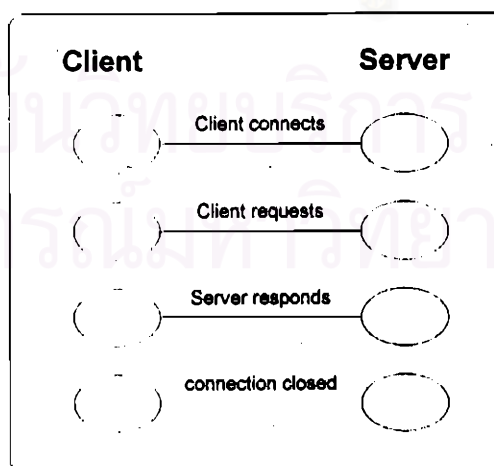 Client Server
Client connects
Client requests
Server responds
connection closed